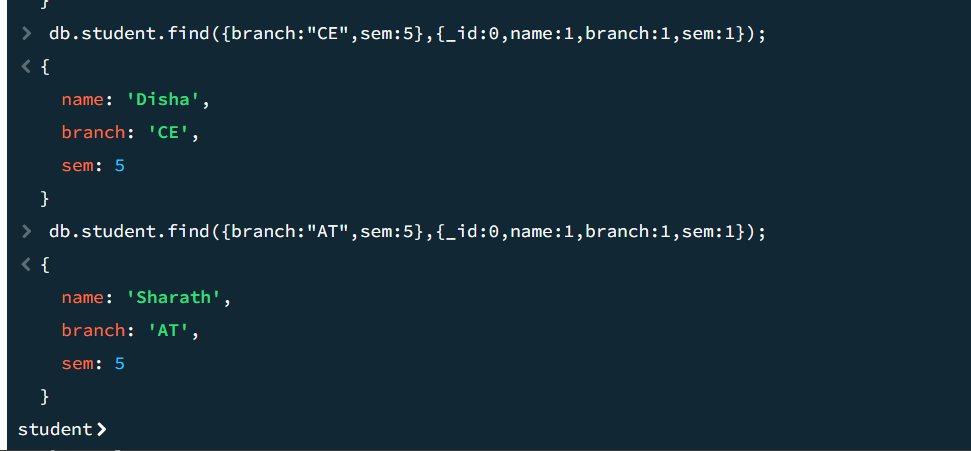 }
> db.student.find({branch:"CE",sem:5},{_id:0,name:1,branch:1,sem:1});
< {
name: 'Disha',
branch: 'CE',
sem: 5
}
> db.student.find({branch:"AT",sem:5},{_id:0,name:1,branch:1,sem:1});
< {
name: 'Sharath',
branch: 'AT',
sem: 5
}
student>